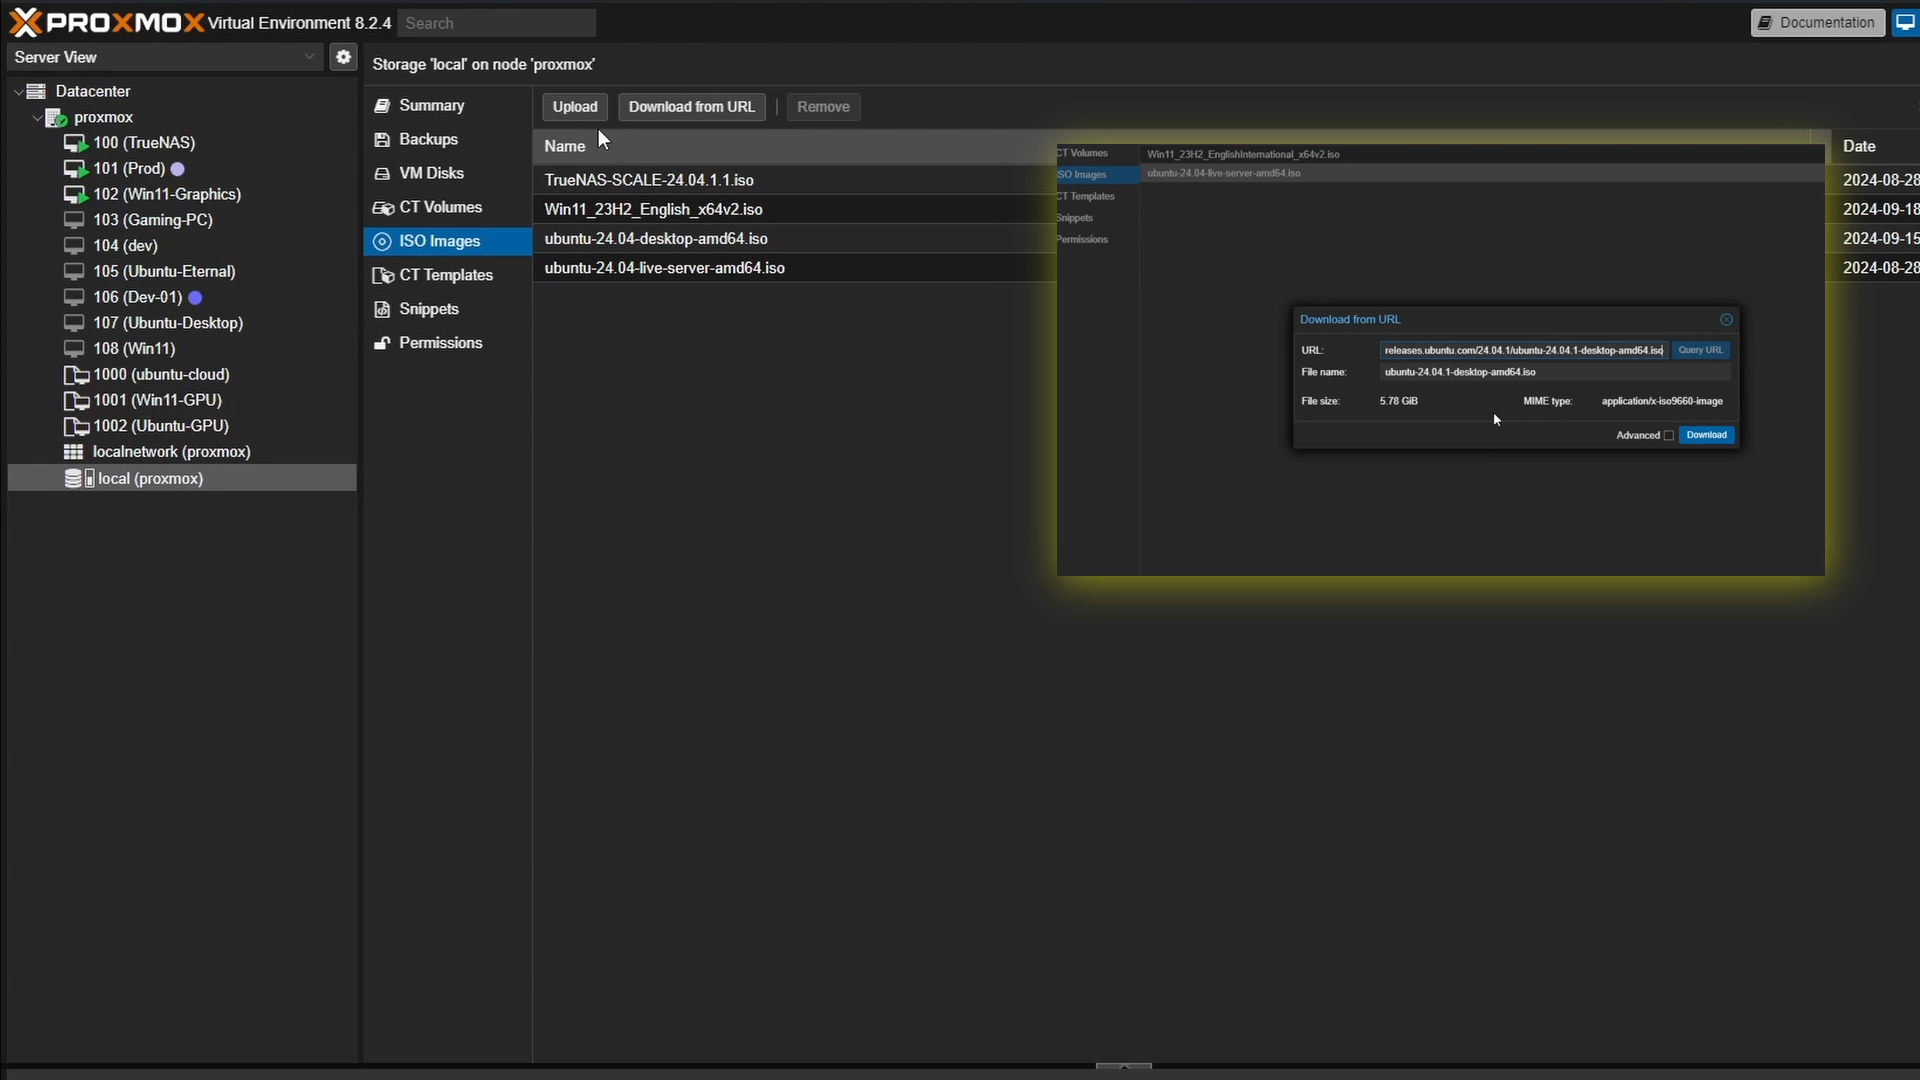 PROXMOX Virtual Environment 8.2.4 Search Documentation
Server View
Datacenter
proxmox
100 (TrueNAS)
101 (Prod)
102 (Win11-Graphics)
103 (Gaming-PC)
104 (dev)
105 (Ubuntu-Eternal)
106 (Dev-01)
107 (Ubuntu-Desktop)
108 (Win11)
1000 (ubuntu-cloud)
1001 (Win11-GPU)
1002 (Ubuntu-GPU)
localnetwork (proxmox)
local (proxmox)
Storage 'local' on node 'proxmox'
Summary
Backups
VM Disks
CT Volumes
ISO Images
CT Templates
Snippets
Permissions
Upload Download from URL Remove
Name Date
TrueNAS-SCALE-24.04.1.1.iso 2024-08-28
Win11_23H2_English_x64v2.iso 2024-09-18
ubuntu-24.04-desktop-amd64.iso 2024-09-15
ubuntu-24.04-live-server-amd64.iso 2024-08-28
CT Volumes
ISO Images
CT Templates
Snippets
Permissions
Win11_23H2_EnglishInternational_x64v2.iso
ubuntu-24.04-live-server-amd64.iso
Download from URL
URL: releases.ubuntu.com/24.04.1/ubuntu-24.04.1-desktop-amd64.iso Query URL
File name: ubuntu-24.04.1-desktop-amd64.iso
File size: 5.78 GiB MIME type: application/x-iso9660-image
Advanced Download